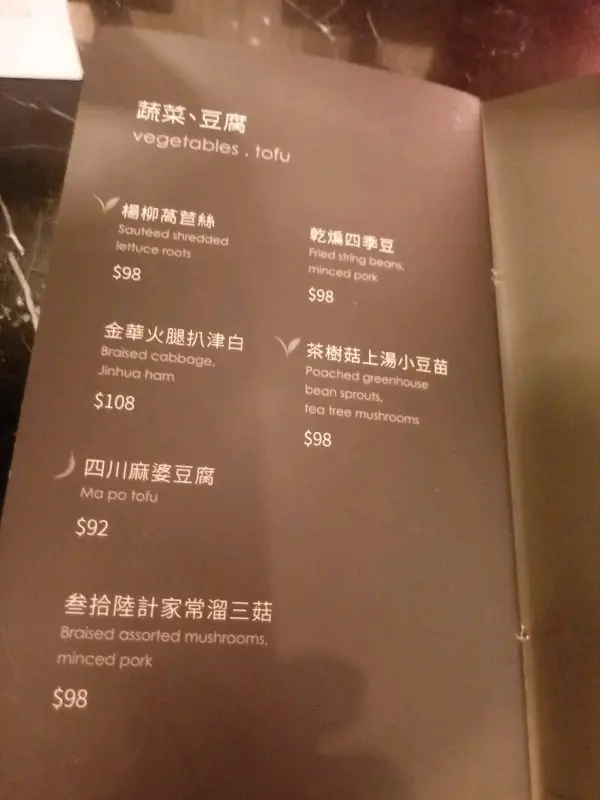 蔬菜、豆腐
vegetables . tofu
楊柳萵苣絲
Sautéed shredded
lettuce roots
$98
乾煸四季豆
Fried string beans,
minced pork
$98
金華火腿扒津白
Braised cabbage,
Jinhua ham
$108
茶樹菇上湯小豆苗
Poached greenhouse
bean sprouts,
tea tree mushrooms
$98
四川麻婆豆腐
Ma po tofu
$92
叁拾陸計家常溜三菇
Braised assorted mushrooms,
minced pork
$98